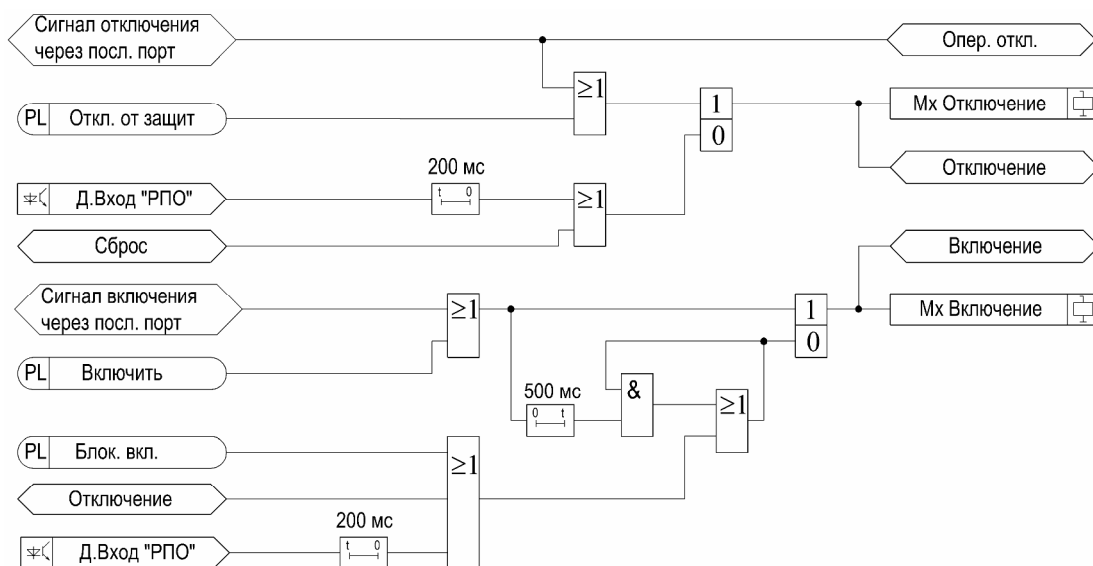 Сигнал отключения
через посл. порт
Опер. откл.
≥1
PL Откл. от защит
1
Мх Отключение
0
200 мс
Отключение
t 0
Д.Вход "РПО"
≥1
Сброс
Включение
Сигнал включения
через посл. порт
≥1
1
Мх Включение
0
PL Включить
500 мс
&
0 t
≥1
PL Блок. вкл.
≥1
Отключение
200 мс
t 0
Д.Вход "РПО"